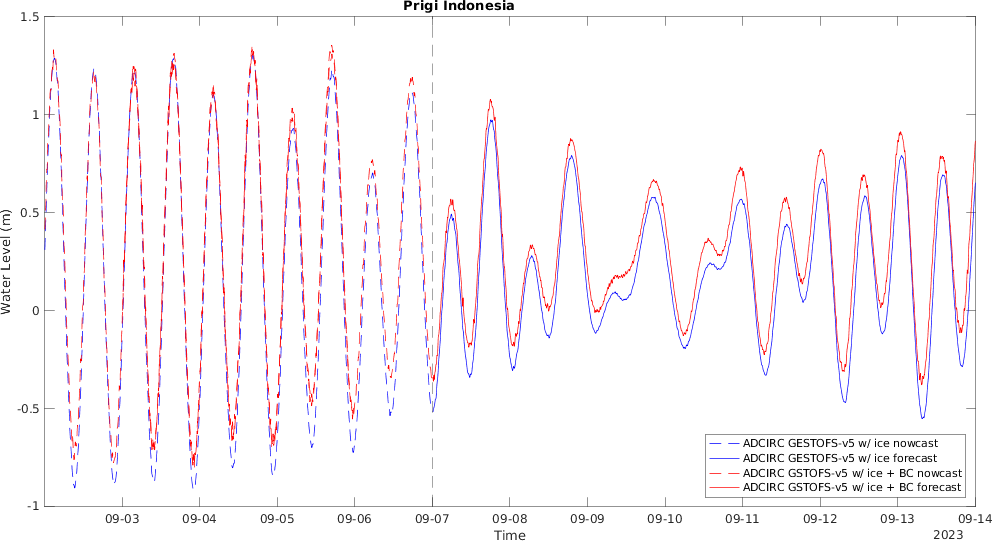 Prigi Indonesia
1.5
1
0.5
0
-0.5
-1
Water Level (m)
09-03
09-04
09-05
09-06
09-07
09-08
09-09
09-10
09-11
09-12
09-13
09-14
2023
Time
ADCIRC GESTOFS-v5 w/ ice nowcast
ADCIRC GESTOFS-v5 w/ ice forecast
ADCIRC GSTOFS-v5 w/ ice + BC nowcast
ADCIRC GSTOFS-v5 w/ ice + BC forecast